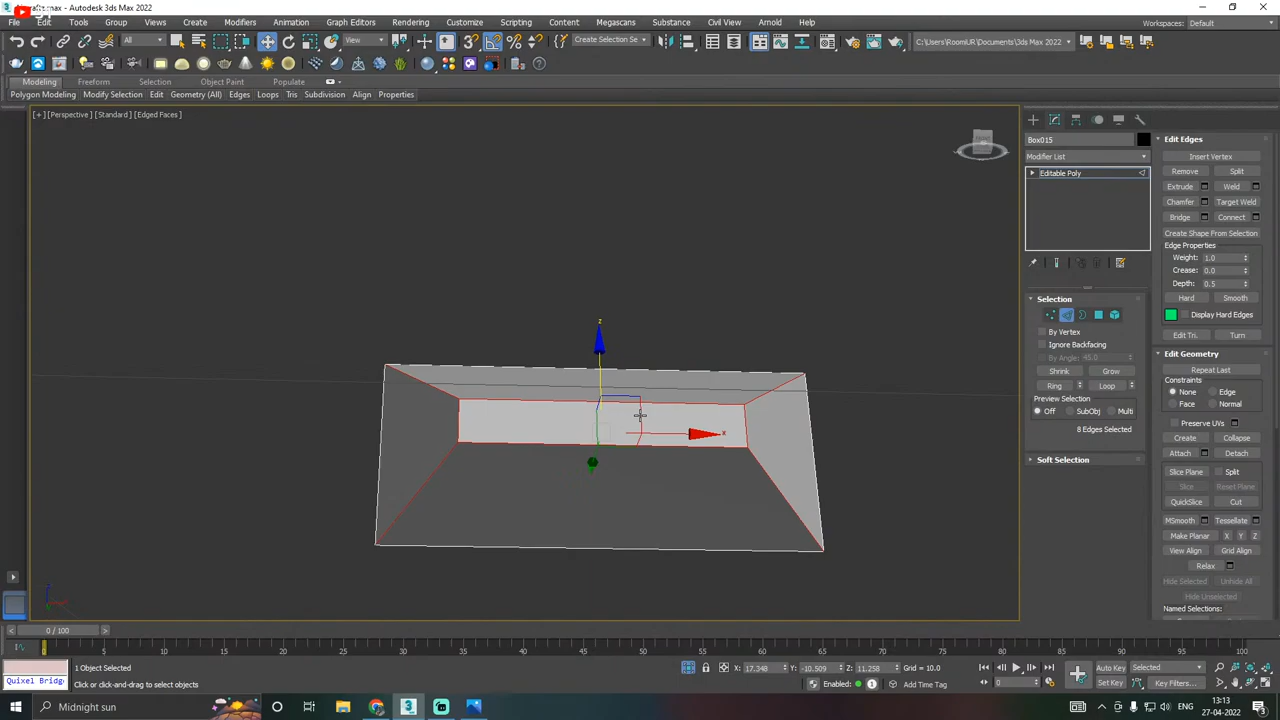 craft.max - Autodesk 3ds Max 2022
File Edit Tools Group Views Create Modifiers Animation Graph Editors Rendering Customize Scripting Content Megascans Substance Civil View Arnold Help
Workspaces: Default
All View Create Selection Se C:\Users\RoomUR\Documents\3ds Max 2022
Modeling Freeform Selection Object Paint Populate
Polygon Modeling Modify Selection Edit Geometry (All) Edges Loops Tris Subdivision Align Properties
[+] [Perspective] [Standard] [Edged Faces]
Box015
Modifier List
Editable Poly
Selection
By Vertex
Ignore Backfacing
By Angle: 45.0
Shrink Grow
Ring Loop
Preview Selection
Off SubObj Multi
8 Edges Selected
Soft Selection
Edit Edges
Insert Vertex
Remove Split
Extrude Weld
Chamfer Target Weld
Bridge Connect
Create Shape From Selection
Edge Properties
Weight: 1.0
Crease: 0.0
Depth: 0.5
Hard Smooth
Display Hard Edges
Edit Tri. Turn
Edit Geometry
Repeat Last
Constraints
None Edge
Face Normal
Preserve UVs
Create Collapse
Attach Detach
Slice Plane Split
Slice Reset Plane
QuickSlice Cut
MSmooth Tessellate
Make Planar X Y Z
View Align Grid Align
Relax
Hide Selected Unhide All
Hide Unselected
Named Selections:
z
x
0 / 100
0 5 10 15 20 25 30 35 40 45 50 55 60 65 70 75 80 85 90 95 100
1 Object Selected
X: 17.348 Y: -10.509 Z: 11.258 Grid = 10.0
Auto Key Selected
Quixel Bridge
Click or click-and-drag to select objects
Enabled: 1 Add Time Tag
0
Set Key Key Filters...
Midnight sun
ENG
IN
13:13
27-04-2022